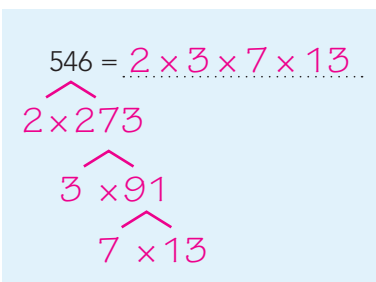 546 = 2 × 3 × 7 × 13
2 × 273
3 × 91
7 × 13